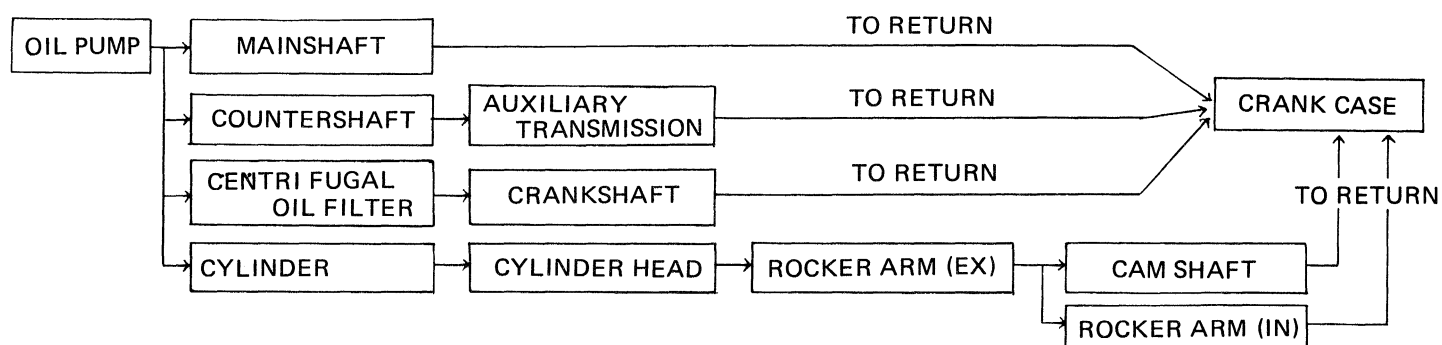 OIL PUMP
MAINSHAFT
TO RETURN
COUNTERSHAFT
AUXILIARY
TRANSMISSION
TO RETURN
CRANK CASE
CENTRI FUGAL
OIL FILTER
CRANKSHAFT
TO RETURN
TO RETURN
CYLINDER
CYLINDER HEAD
ROCKER ARM (EX)
CAM SHAFT
ROCKER ARM (IN)